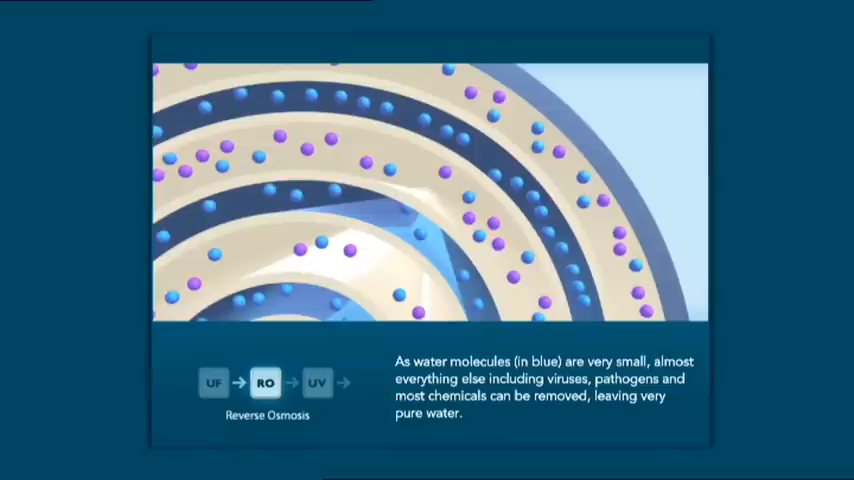 UF RO UV
Reverse Osmosis
As water molecules (in blue) are very small, almost
everything else including viruses, pathogens and
most chemicals can be removed, leaving very
pure water.